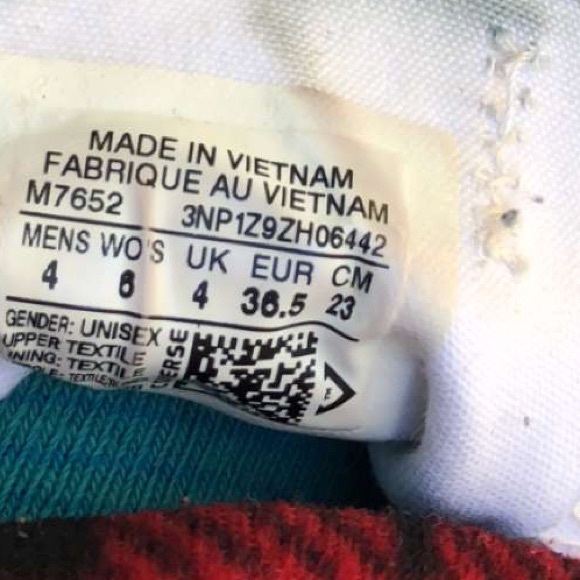 MADE IN VIETNAM
FABRIQUE AU VIETNAM
M7652 3NP1Z9ZH06442
MENS WO'S UK EUR CM
4 6 4 36.5 23
GENDER: UNISEX
UPPER TEXTILE
TEXTIL